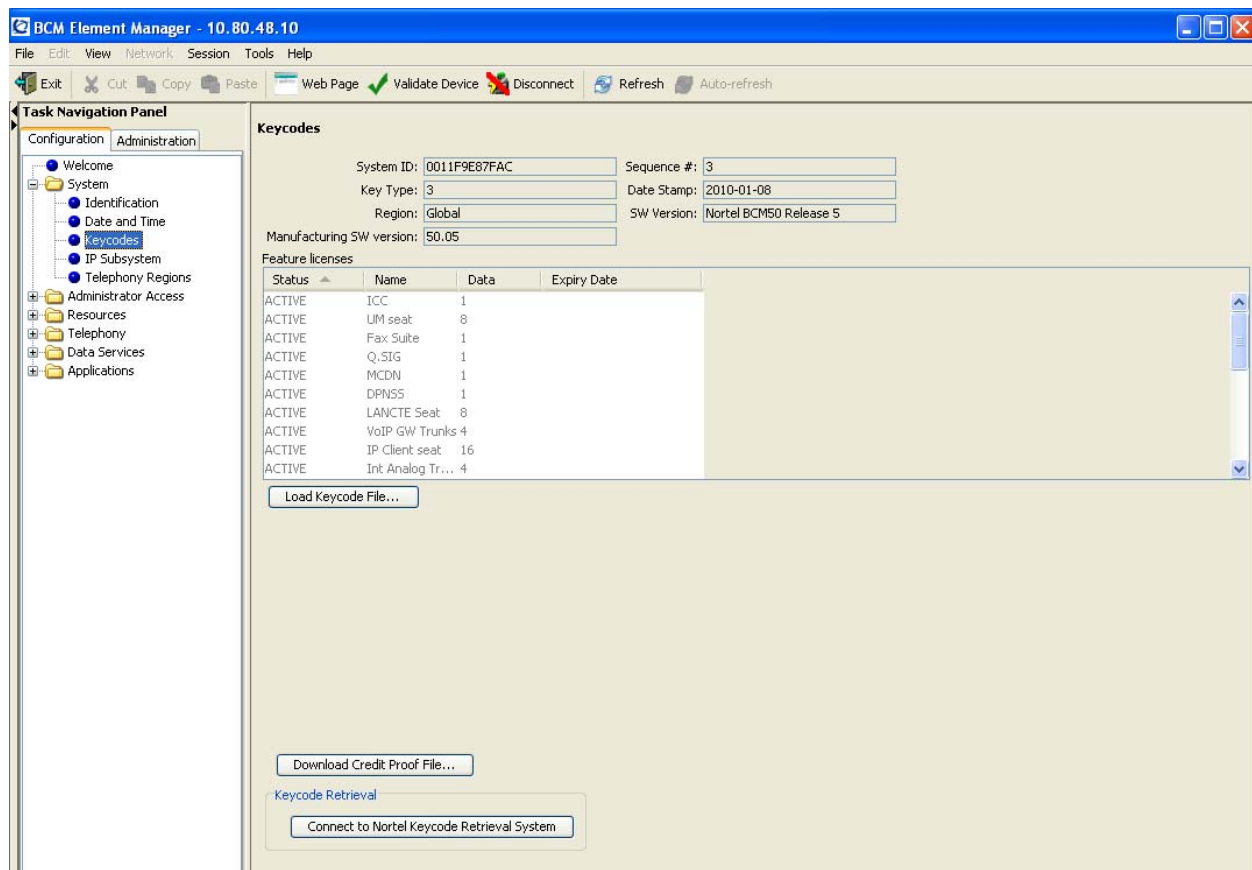 BCM Element Manager - 10.80.48.10
File Edit View Network Session Tools Help
Exit Cut Copy Paste Web Page Validate Device Disconnect Refresh Auto-refresh
Task Navigation Panel
Configuration Administration
Welcome
System
Identification
Date and Time
Keycodes
IP Subsystem
Telephony Regions
Administrator Access
Resources
Telephony
Data Services
Applications
Keycodes
System ID: 0011F9E87FAC Sequence #: 3
Key Type: 3 Date Stamp: 2010-01-08
Region: Global SW Version: Nortel BCM50 Release 5
Manufacturing SW version: 50.05
Feature licenses
Status Name Data Expiry Date
ACTIVE ICC 1
ACTIVE UM seat 8
ACTIVE Fax Suite 1
ACTIVE Q.SIG 1
ACTIVE MCDN 1
ACTIVE DPNSS 1
ACTIVE LANCTE Seat 8
ACTIVE VoIP GW Trunks 4
ACTIVE IP Client seat 16
ACTIVE Int Analog Tr... 4
Load Keycode File...
Download Credit Proof File...
Keycode Retrieval
Connect to Nortel Keycode Retrieval System